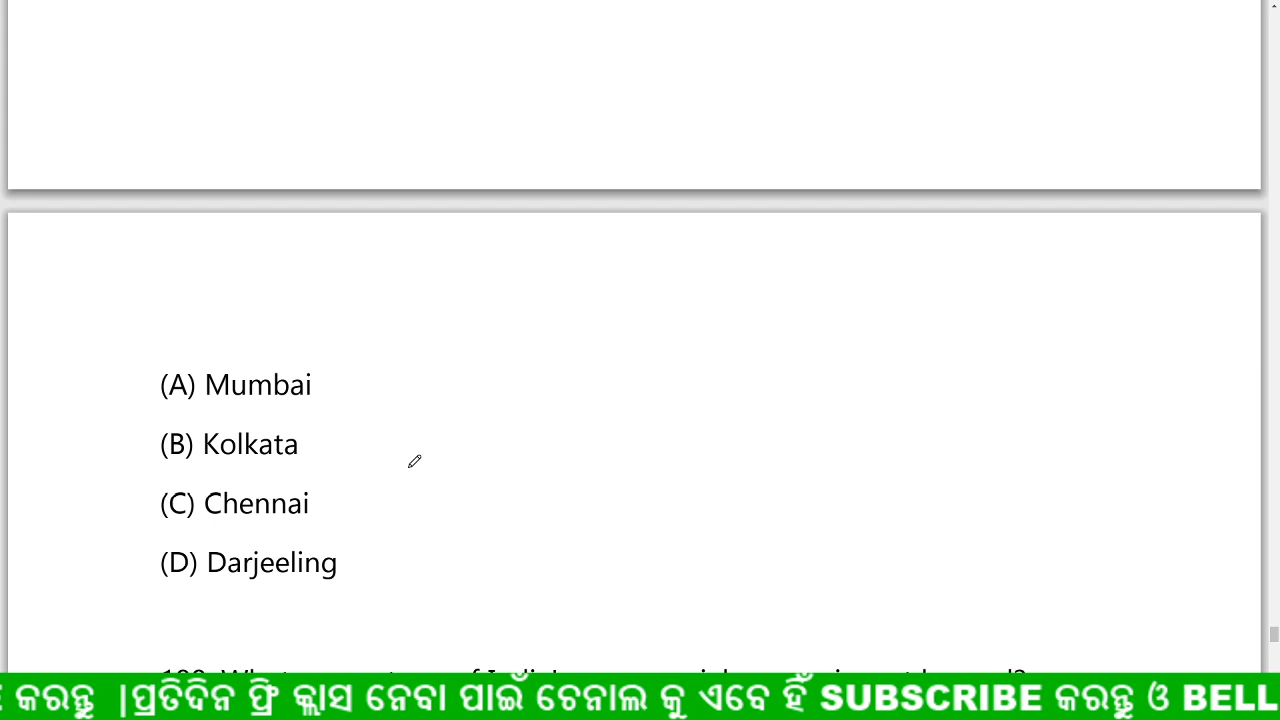 (A) Mumbai
(B) Kolkata
(C) Chennai
(D) Darjeeling
କରନ୍ତୁ |ପ୍ରତିଦିନ ଫ୍ରି କ୍ଲାସ ନେବା ପାଇଁ ଚେନାଲ କୁ ଏବେ ହିଁ SUBSCRIBE କରନ୍ତୁ ଓ BELL